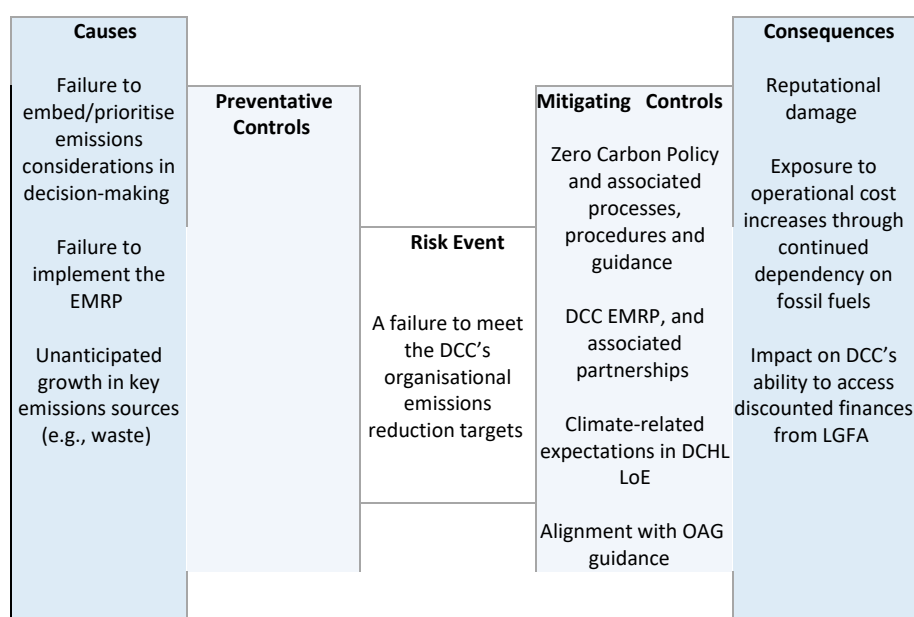 Causes
Failure to
embed/prioritise
emissions
considerations in
decision-making
Failure to
implement the
EMRP
Unanticipated
growth in key
emissions sources
(e.g., waste)
Preventative
Controls
Risk Event
A failure to meet
the DCC’s
organisational
emissions
reduction targets
Mitigating Controls
Zero Carbon Policy
and associated
processes,
procedures and
guidance
DCC EMRP, and
associated
partnerships
Climate-related
expectations in DCHL
LoE
Alignment with OAG
guidance
Consequences
Reputational
damage
Exposure to
operational cost
increases through
continued
dependency on
fossil fuels
Impact on DCC’s
ability to access
discounted finances
from LGFA